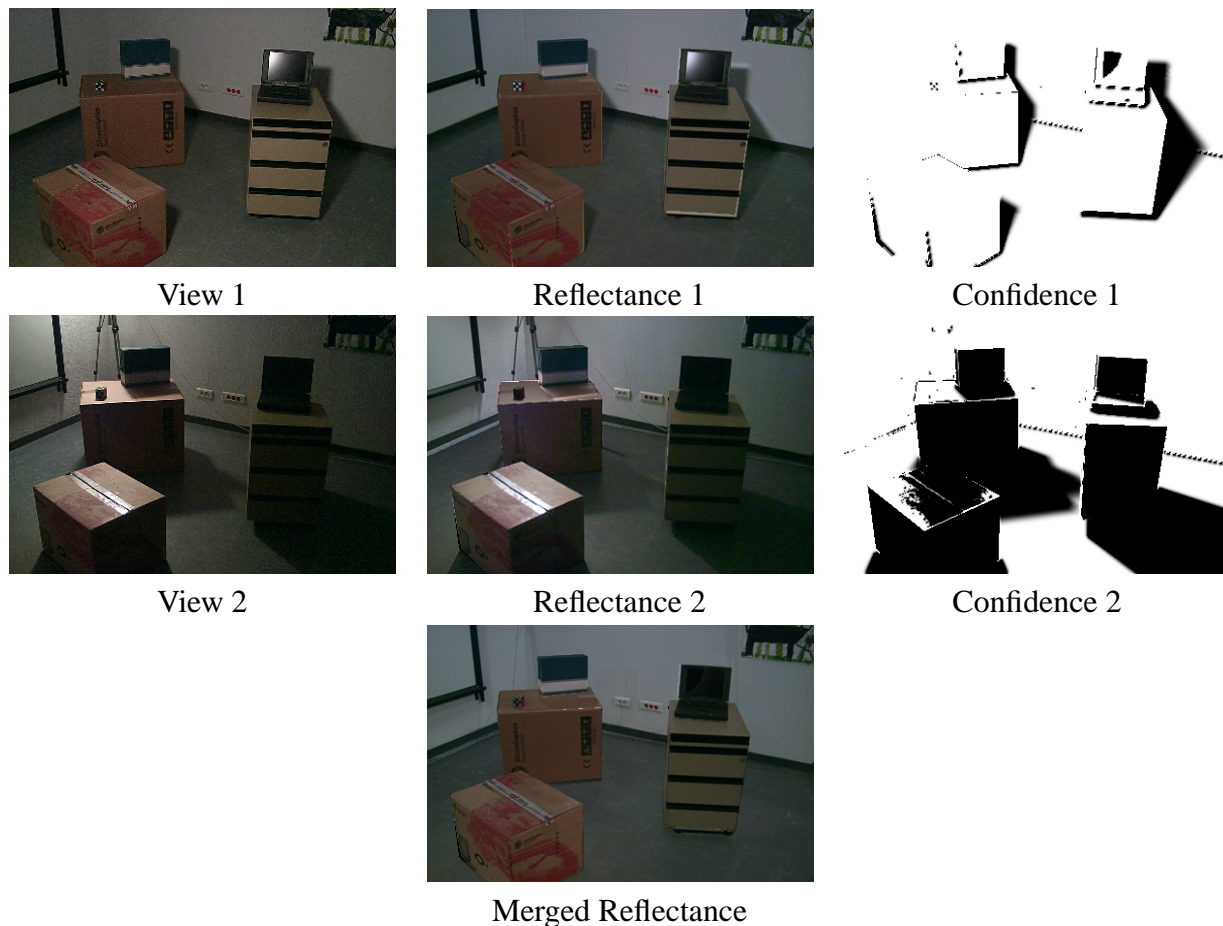 View 1
Reflectance 1
Confidence 1
View 2
Reflectance 2
Confidence 2
Merged Reflectance